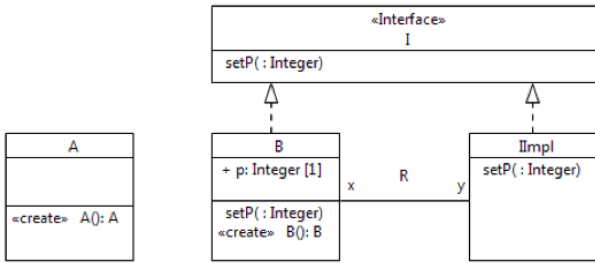 «Interface»
I
setP( : Integer)
A
«create» A(): A
B
+ p: Integer [1]
setP( : Integer)
«create» B(): B
x
R
y
IImpl
setP( : Integer)